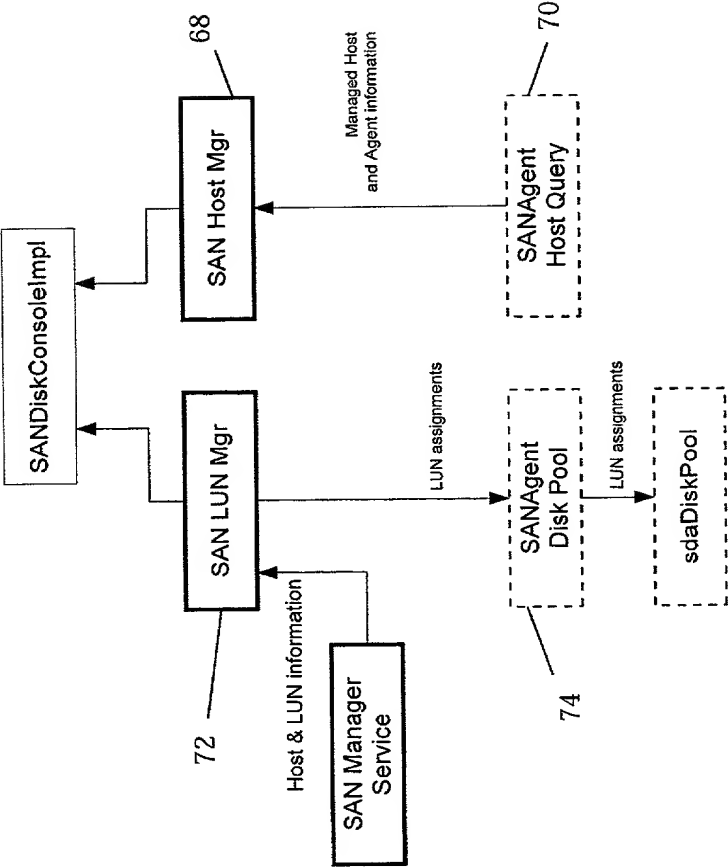 SANDiskConsoleImpl
72
SAN LUN Mgr
SAN Host Mgr
68
Host & LUN information
SAN Manager
Service
LUN assignments
Managed Host
and Agent information
74
SANAgent
Disk Pool
SANAgent
Host Query
70
LUN assignments
sdaDiskPool